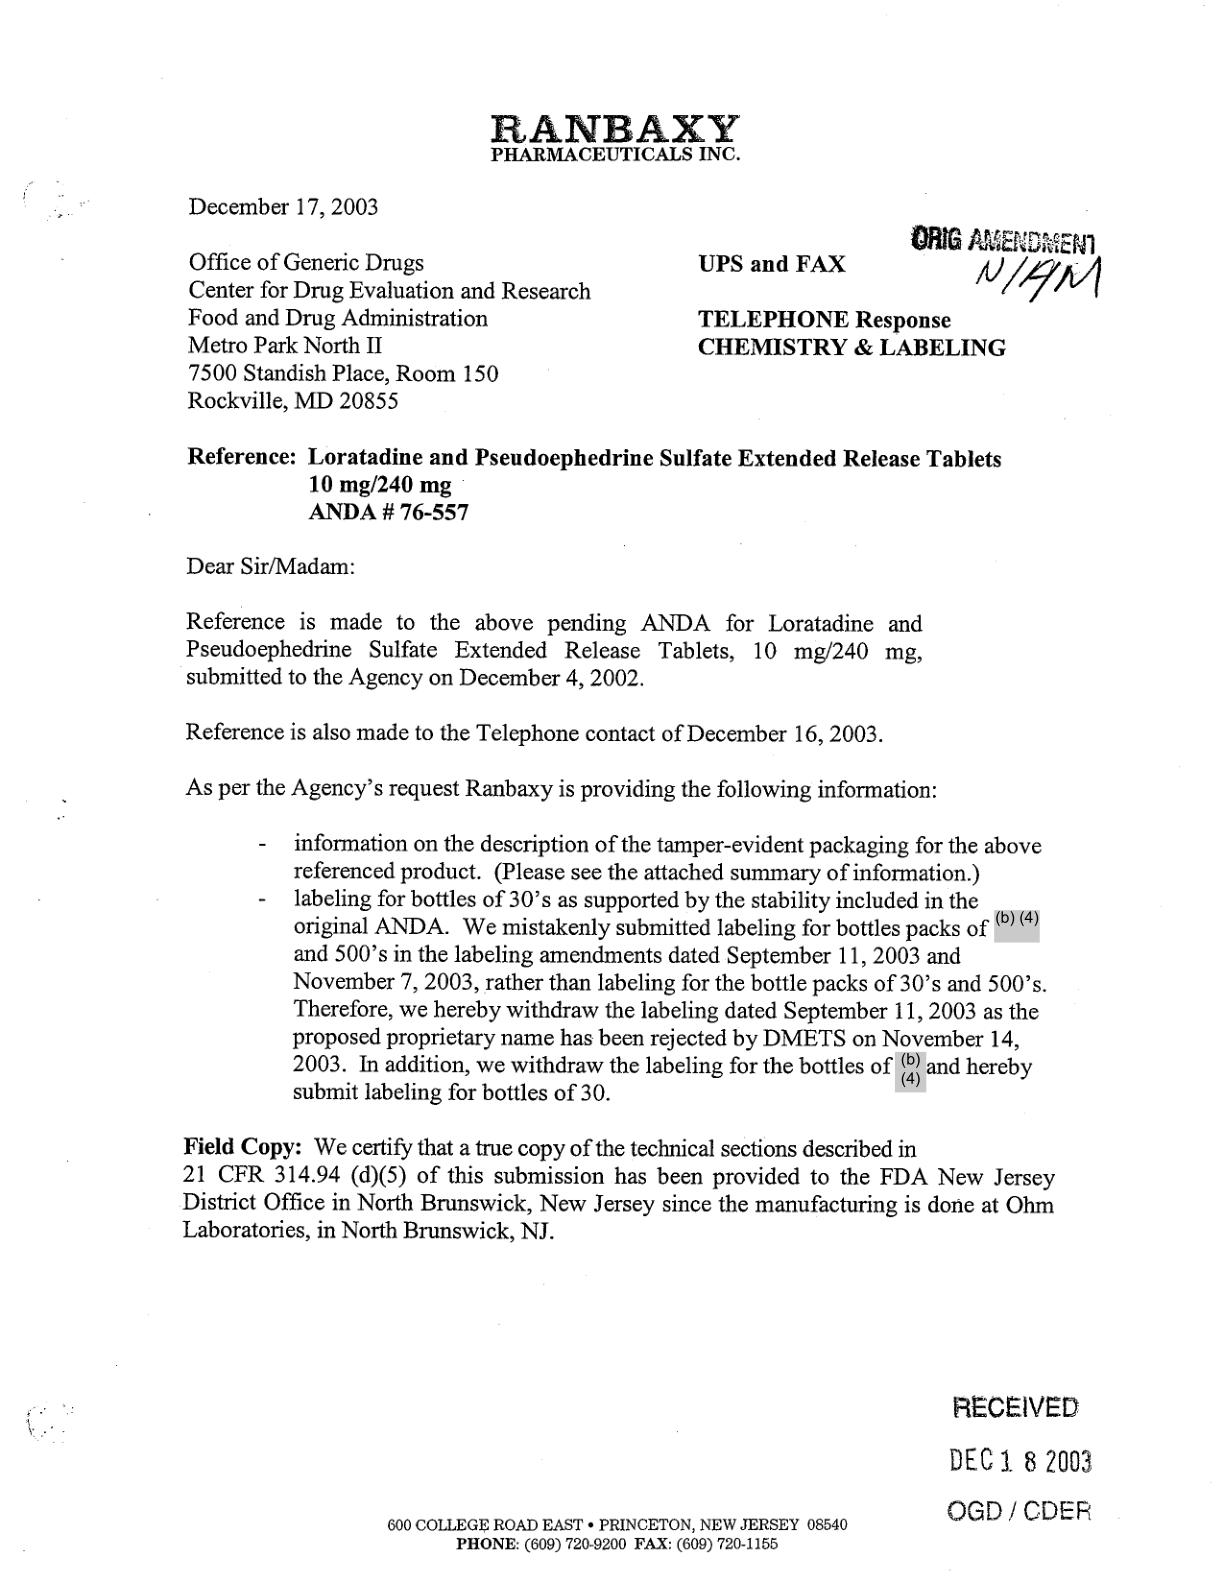 RANBAXY
PHARMACEUTICALS INC.
December 17, 2003
ORIG AMENDMENT
N/AM
Office of Generic Drugs
Center for Drug Evaluation and Research
Food and Drug Administration
Metro Park North II
7500 Standish Place, Room 150
Rockville, MD 20855
UPS and FAX
TELEPHONE Response
CHEMISTRY & LABELING
Reference: Loratadine and Pseudoephedrine Sulfate Extended Release Tablets
10 mg/240 mg
ANDA # 76-557
Dear Sir/Madam:
Reference is made to the above pending ANDA for Loratadine and
Pseudoephedrine Sulfate Extended Release Tablets, 10 mg/240 mg,
submitted to the Agency on December 4, 2002.
Reference is also made to the Telephone contact of December 16, 2003.
As per the Agency's request Ranbaxy is providing the following information:
- information on the description of the tamper-evident packaging for the above
referenced product. (Please see the attached summary of information.)
- labeling for bottles of 30's as supported by the stability included in the
original ANDA. We mistakenly submitted labeling for bottles packs of (b) (4)
and 500's in the labeling amendments dated September 11, 2003 and
November 7, 2003, rather than labeling for the bottle packs of 30's and 500's.
Therefore, we hereby withdraw the labeling dated September 11, 2003 as the
proposed proprietary name has been rejected by DMETS on November 14,
2003. In addition, we withdraw the labeling for the bottles of (b) (4) and hereby
submit labeling for bottles of 30.
Field Copy: We certify that a true copy of the technical sections described in
21 CFR 314.94 (d)(5) of this submission has been provided to the FDA New Jersey
District Office in North Brunswick, New Jersey since the manufacturing is done at Ohm
Laboratories, in North Brunswick, NJ.
RECEIVED
DEC 18 2003
OGD / CDER
600 COLLEGE ROAD EAST • PRINCETON, NEW JERSEY 08540
PHONE: (609) 720-9200 FAX: (609) 720-1155